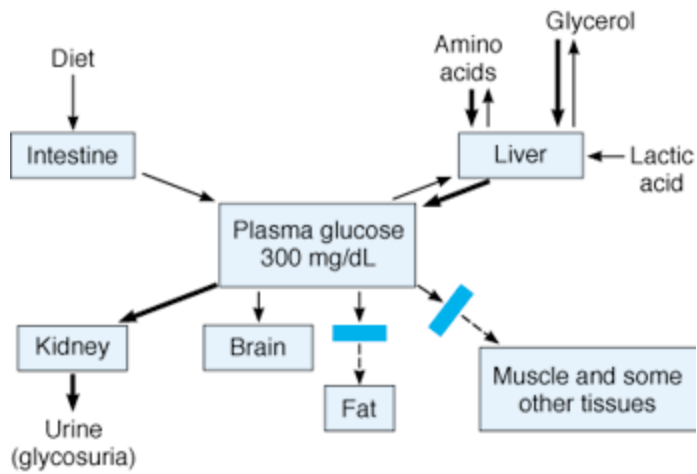 Diet
Amino
acids
Glycerol
Intestine
Liver
Lactic
acid
Plasma glucose
300 mg/dL
Kidney
Brain
Fat
Muscle and some
other tissues
Urine
(glycosuria)